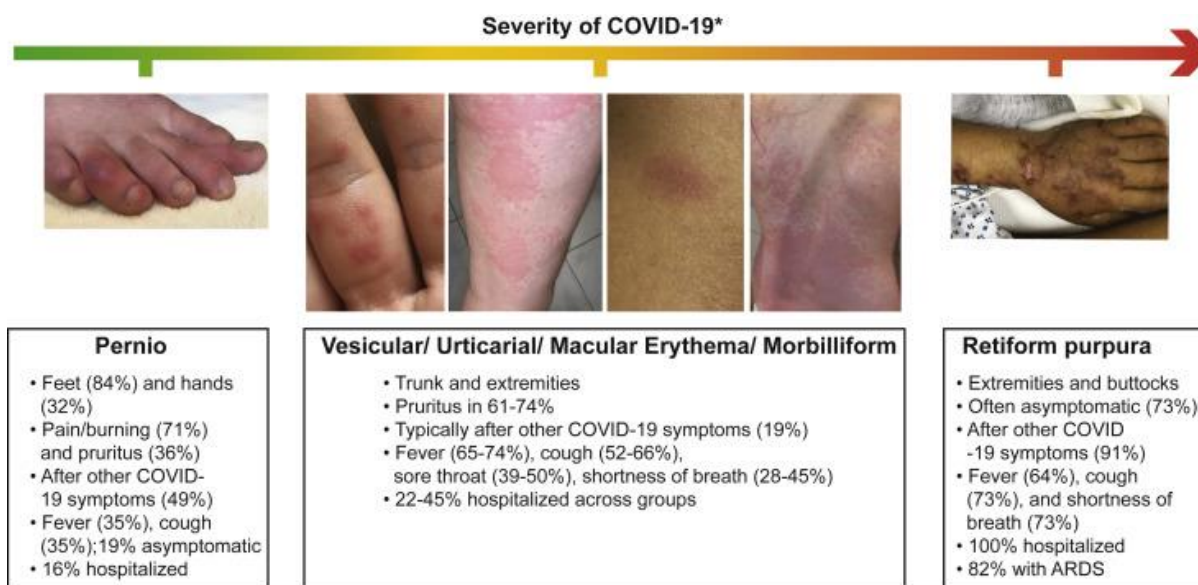 Severity of COVID-19*
Pernio
• Feet (84%) and hands
(32%)
• Pain/burning (71%)
and pruritus (36%)
• After other COVID-
19 symptoms (49%)
• Fever (35%), cough
(35%);19% asymptomatic
• 16% hospitalized
Vesicular/ Urticarial/ Macular Erythema/ Morbilliform
• Trunk and extremities
• Pruritus in 61-74%
• Typically after other COVID-19 symptoms (19%)
• Fever (65-74%), cough (52-66%),
sore throat (39-50%), shortness of breath (28-45%)
• 22-45% hospitalized across groups
Retiform purpura
• Extremities and buttocks
• Often asymptomatic (73%)
• After other COVID
-19 symptoms (91%)
• Fever (64%), cough
(73%), and shortness of
breath (73%)
• 100% hospitalized
• 82% with ARDS